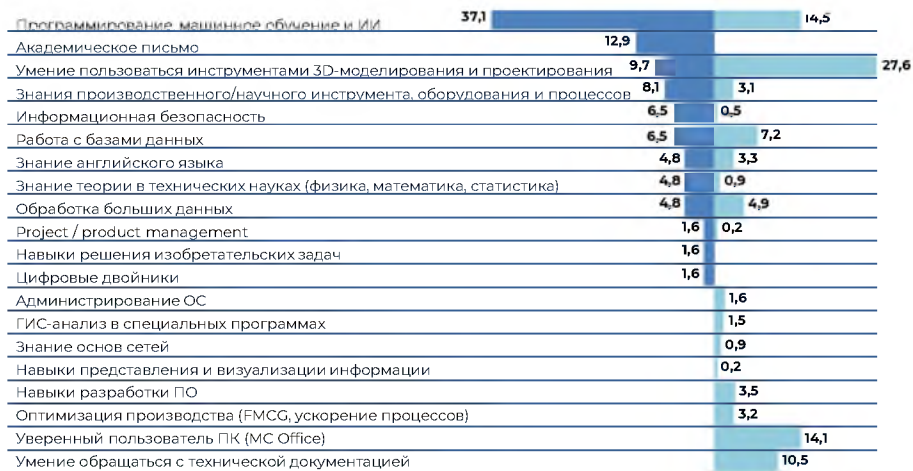 Программирование, машинное обучение и ИИ 37,1 14,5
Академическое письмо 12,9
Умение пользоваться инструментами 3D-моделирования и проектирования 9,7 27,6
Знания производственного/научного инструмента, оборудования и процессов 8,1 3,1
Информационная безопасность 6,5 0,5
Работа с базами данных 6,5 7,2
Знание английского языка 4,8 3,3
Знание теории в технических науках (физика, математика, статистика) 4,8 0,9
Обработка больших данных 4,8 4,9
Project / product management 1,6 0,2
Навыки решения изобретательских задач 1,6
Цифровые двойники 1,6
Администрирование ОС 1,6
ГИС-анализ в специальных программах 1,5
Знание основ сетей 0,9
Навыки представления и визуализации информации 0,2
Навыки разработки ПО 3,5
Оптимизация производства (FMCG, ускорение процессов) 3,2
Уверенный пользователь ПК (МС Office) 14,1
Умение обращаться с технической документацией 10,5